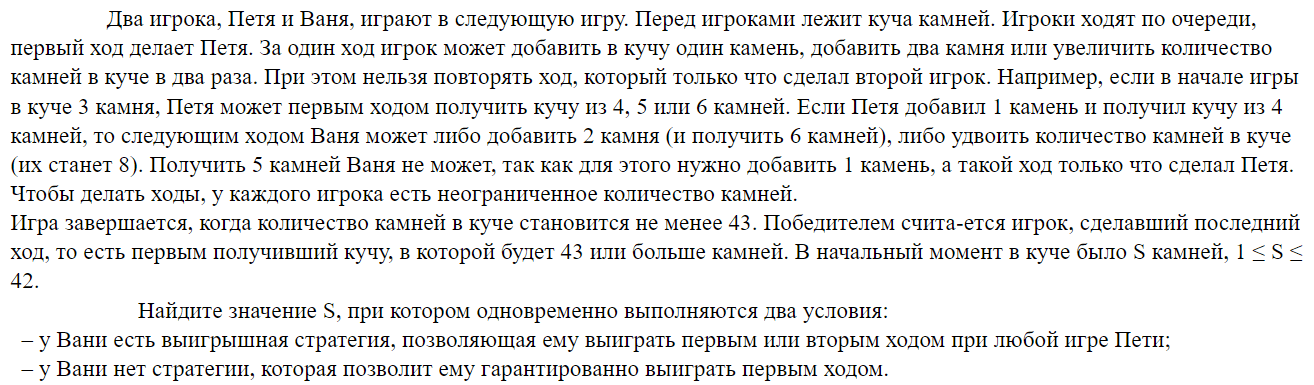 Два игрока, Петя и Ваня, играют в следующую игру. Перед игроками лежит куча камней. Игроки ходят по очереди,
первый ход делает Петя. За один ход игрок может добавить в кучу один камень, добавить два камня или увеличить количество
камней в куче в два раза. При этом нельзя повторять ход, который только что сделал второй игрок. Например, если в начале игры
в куче 3 камня, Петя может первым ходом получить кучу из 4, 5 или 6 камней. Если Петя добавил 1 камень и получил кучу из 4
камней, то следующим ходом Ваня может либо добавить 2 камня (и получить 6 камней), либо удвоить количество камней в куче
(их станет 8). Получить 5 камней Ваня не может, так как для этого нужно добавить 1 камень, а такой ход только что сделал Петя.
Чтобы делать ходы, у каждого игрока есть неограниченное количество камней.
Игра завершается, когда количество камней в куче становится не менее 43. Победителем счита-ется игрок, сделавший последний
ход, то есть первым получивший кучу, в которой будет 43 или больше камней. В начальный момент в куче было S камней, 1 ≤ S ≤
42.
Найдите значение S, при котором одновременно выполняются два условия:
– у Вани есть выигрышная стратегия, позволяющая ему выиграть первым или вторым ходом при любой игре Пети;
– у Вани нет стратегии, которая позволит ему гарантированно выиграть первым ходом.